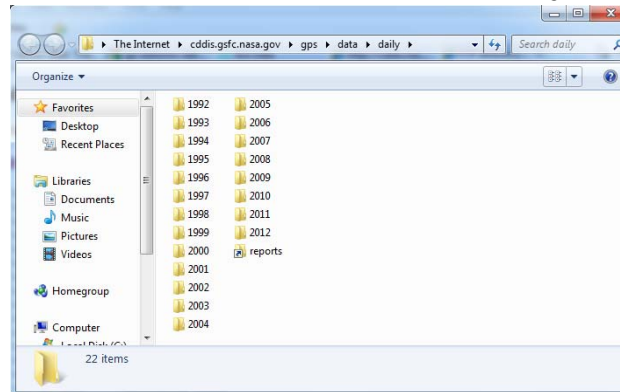 The Internet ▸ cddis.gsfc.nasa.gov ▸ gps ▸ data ▸ daily ▸
Search daily
Organize
Favorites
Desktop
Recent Places
Libraries
Documents
Music
Pictures
Videos
Homegroup
Computer
1992
1993
1994
1995
1996
1997
1998
1999
2000
2001
2002
2003
2004
2005
2006
2007
2008
2009
2010
2011
2012
reports
22 items